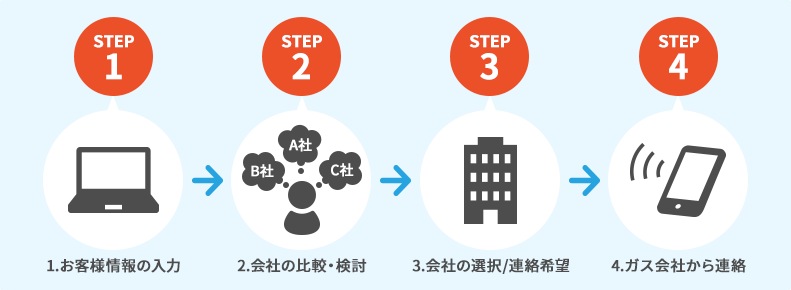 STEP
1
STEP
2
STEP
3
STEP
4
A社
B社
C社
1.お客様情報の入力
2.会社の比較・検討
3.会社の選択/連絡希望
4.ガス会社から連絡